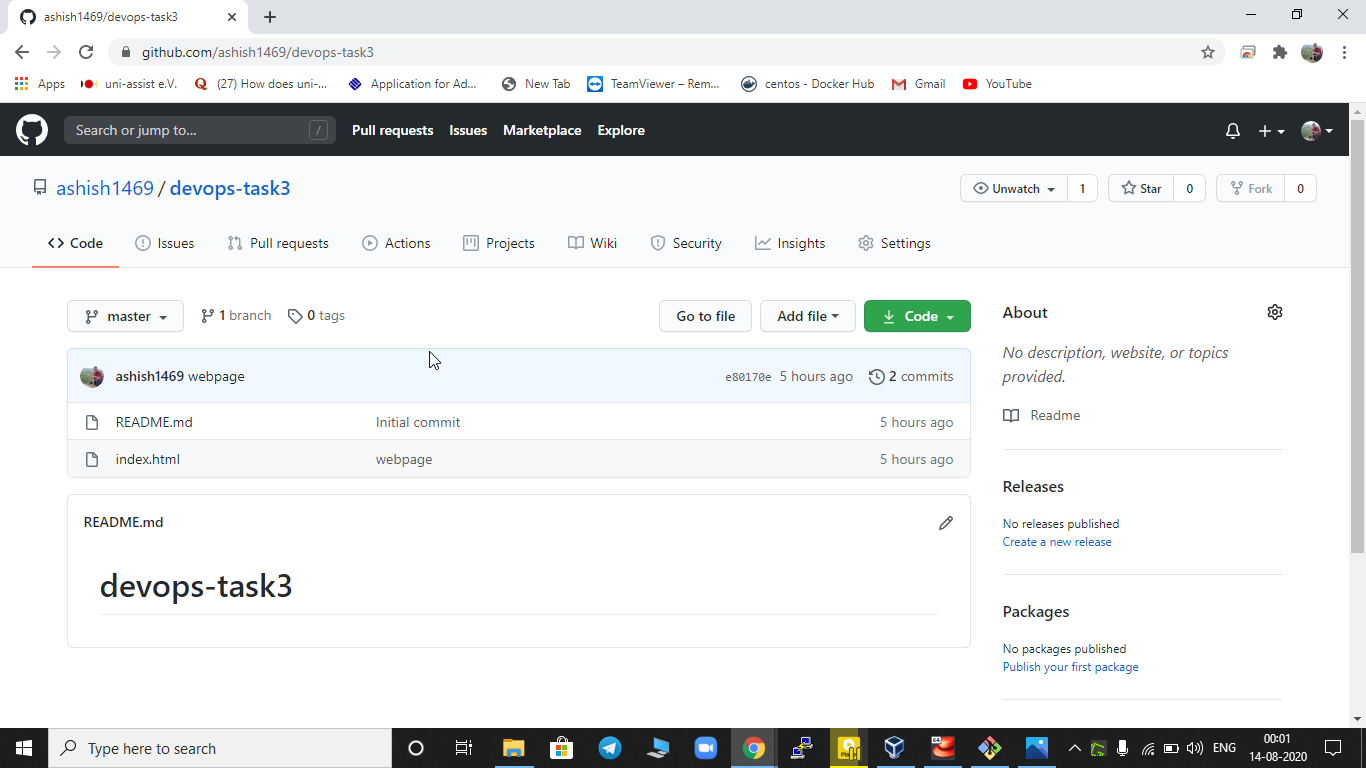 ashish1469/devops-task3
github.com/ashish1469/devops-task3
Apps uni-assist e.V. (27) How does uni-... Application for Ad... New Tab TeamViewer – Rem... centos - Docker Hub Gmail YouTube
Search or jump to... / Pull requests Issues Marketplace Explore
ashish1469 / devops-task3 Unwatch 1 Star 0 Fork 0
Code Issues Pull requests Actions Projects Wiki Security Insights Settings
master 1 branch 0 tags Go to file Add file Code
About
No description, website, or topics
provided.
Readme
ashish1469 webpage e80170e 5 hours ago 2 commits
README.md Initial commit 5 hours ago
index.html webpage 5 hours ago
Releases
No releases published
Create a new release
README.md
devops-task3
Packages
No packages published
Publish your first package
Type here to search ENG 00:01
14-08-2020